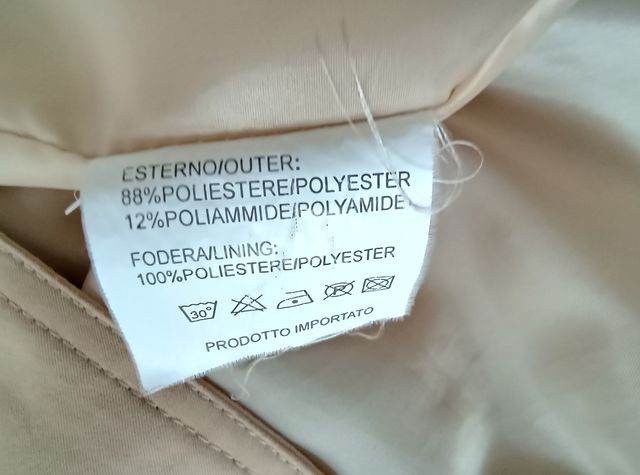 ESTERNO/OUTER:
88%POLIESTERE/POLYESTER
12%POLIAMMIDE/POLYAMIDE
FODERA/LINING:
100%POLIESTERE/POLYESTER
30°
PRODOTTO IMPORTATO